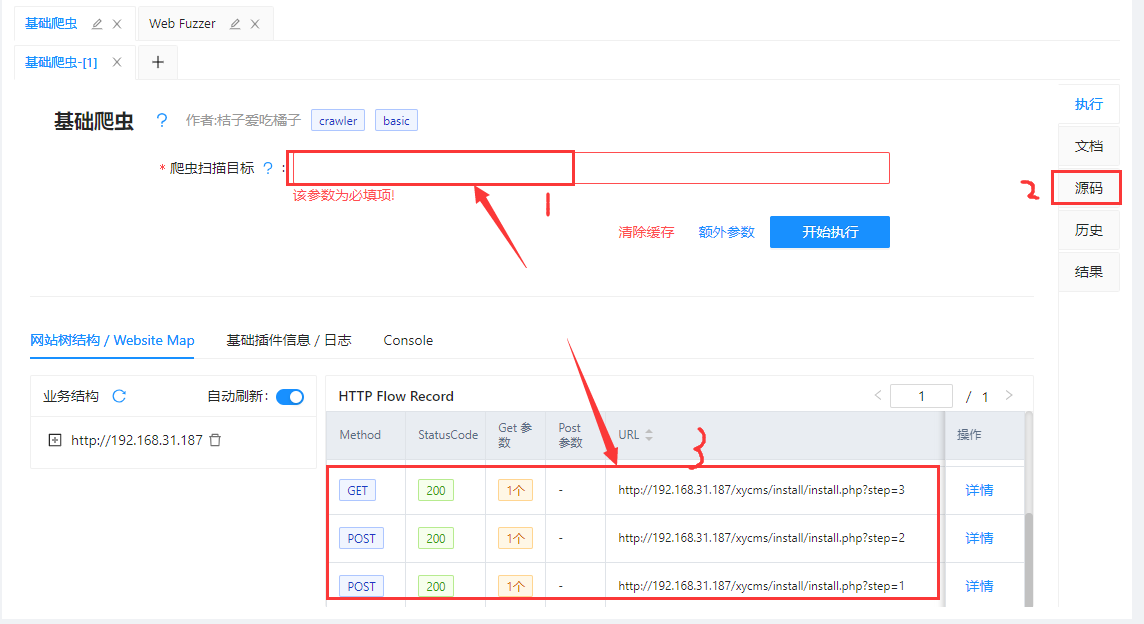 基础爬虫 Web Fuzzer
基础爬虫-[1]
基础爬虫 ? 作者:桔子爱吃橘子 crawler basic
* 爬虫扫描目标 ? :
该参数为必填项!
1
2
清除缓存 额外参数 开始执行
执行
文档
源码
历史
结果
网站树结构 / Website Map 基础插件信息 / 日志 Console
业务结构 自动刷新:
http://192.168.31.187
HTTP Flow Record < 1 / 1 >
Method StatusCode Get 参数 Post 参数 URL 操作
3
GET 200 1个 - http://192.168.31.187/xycms/install/install.php?step=3 详情
POST 200 1个 - http://192.168.31.187/xycms/install/install.php?step=2 详情
POST 200 1个 - http://192.168.31.187/xycms/install/install.php?step=1 详情